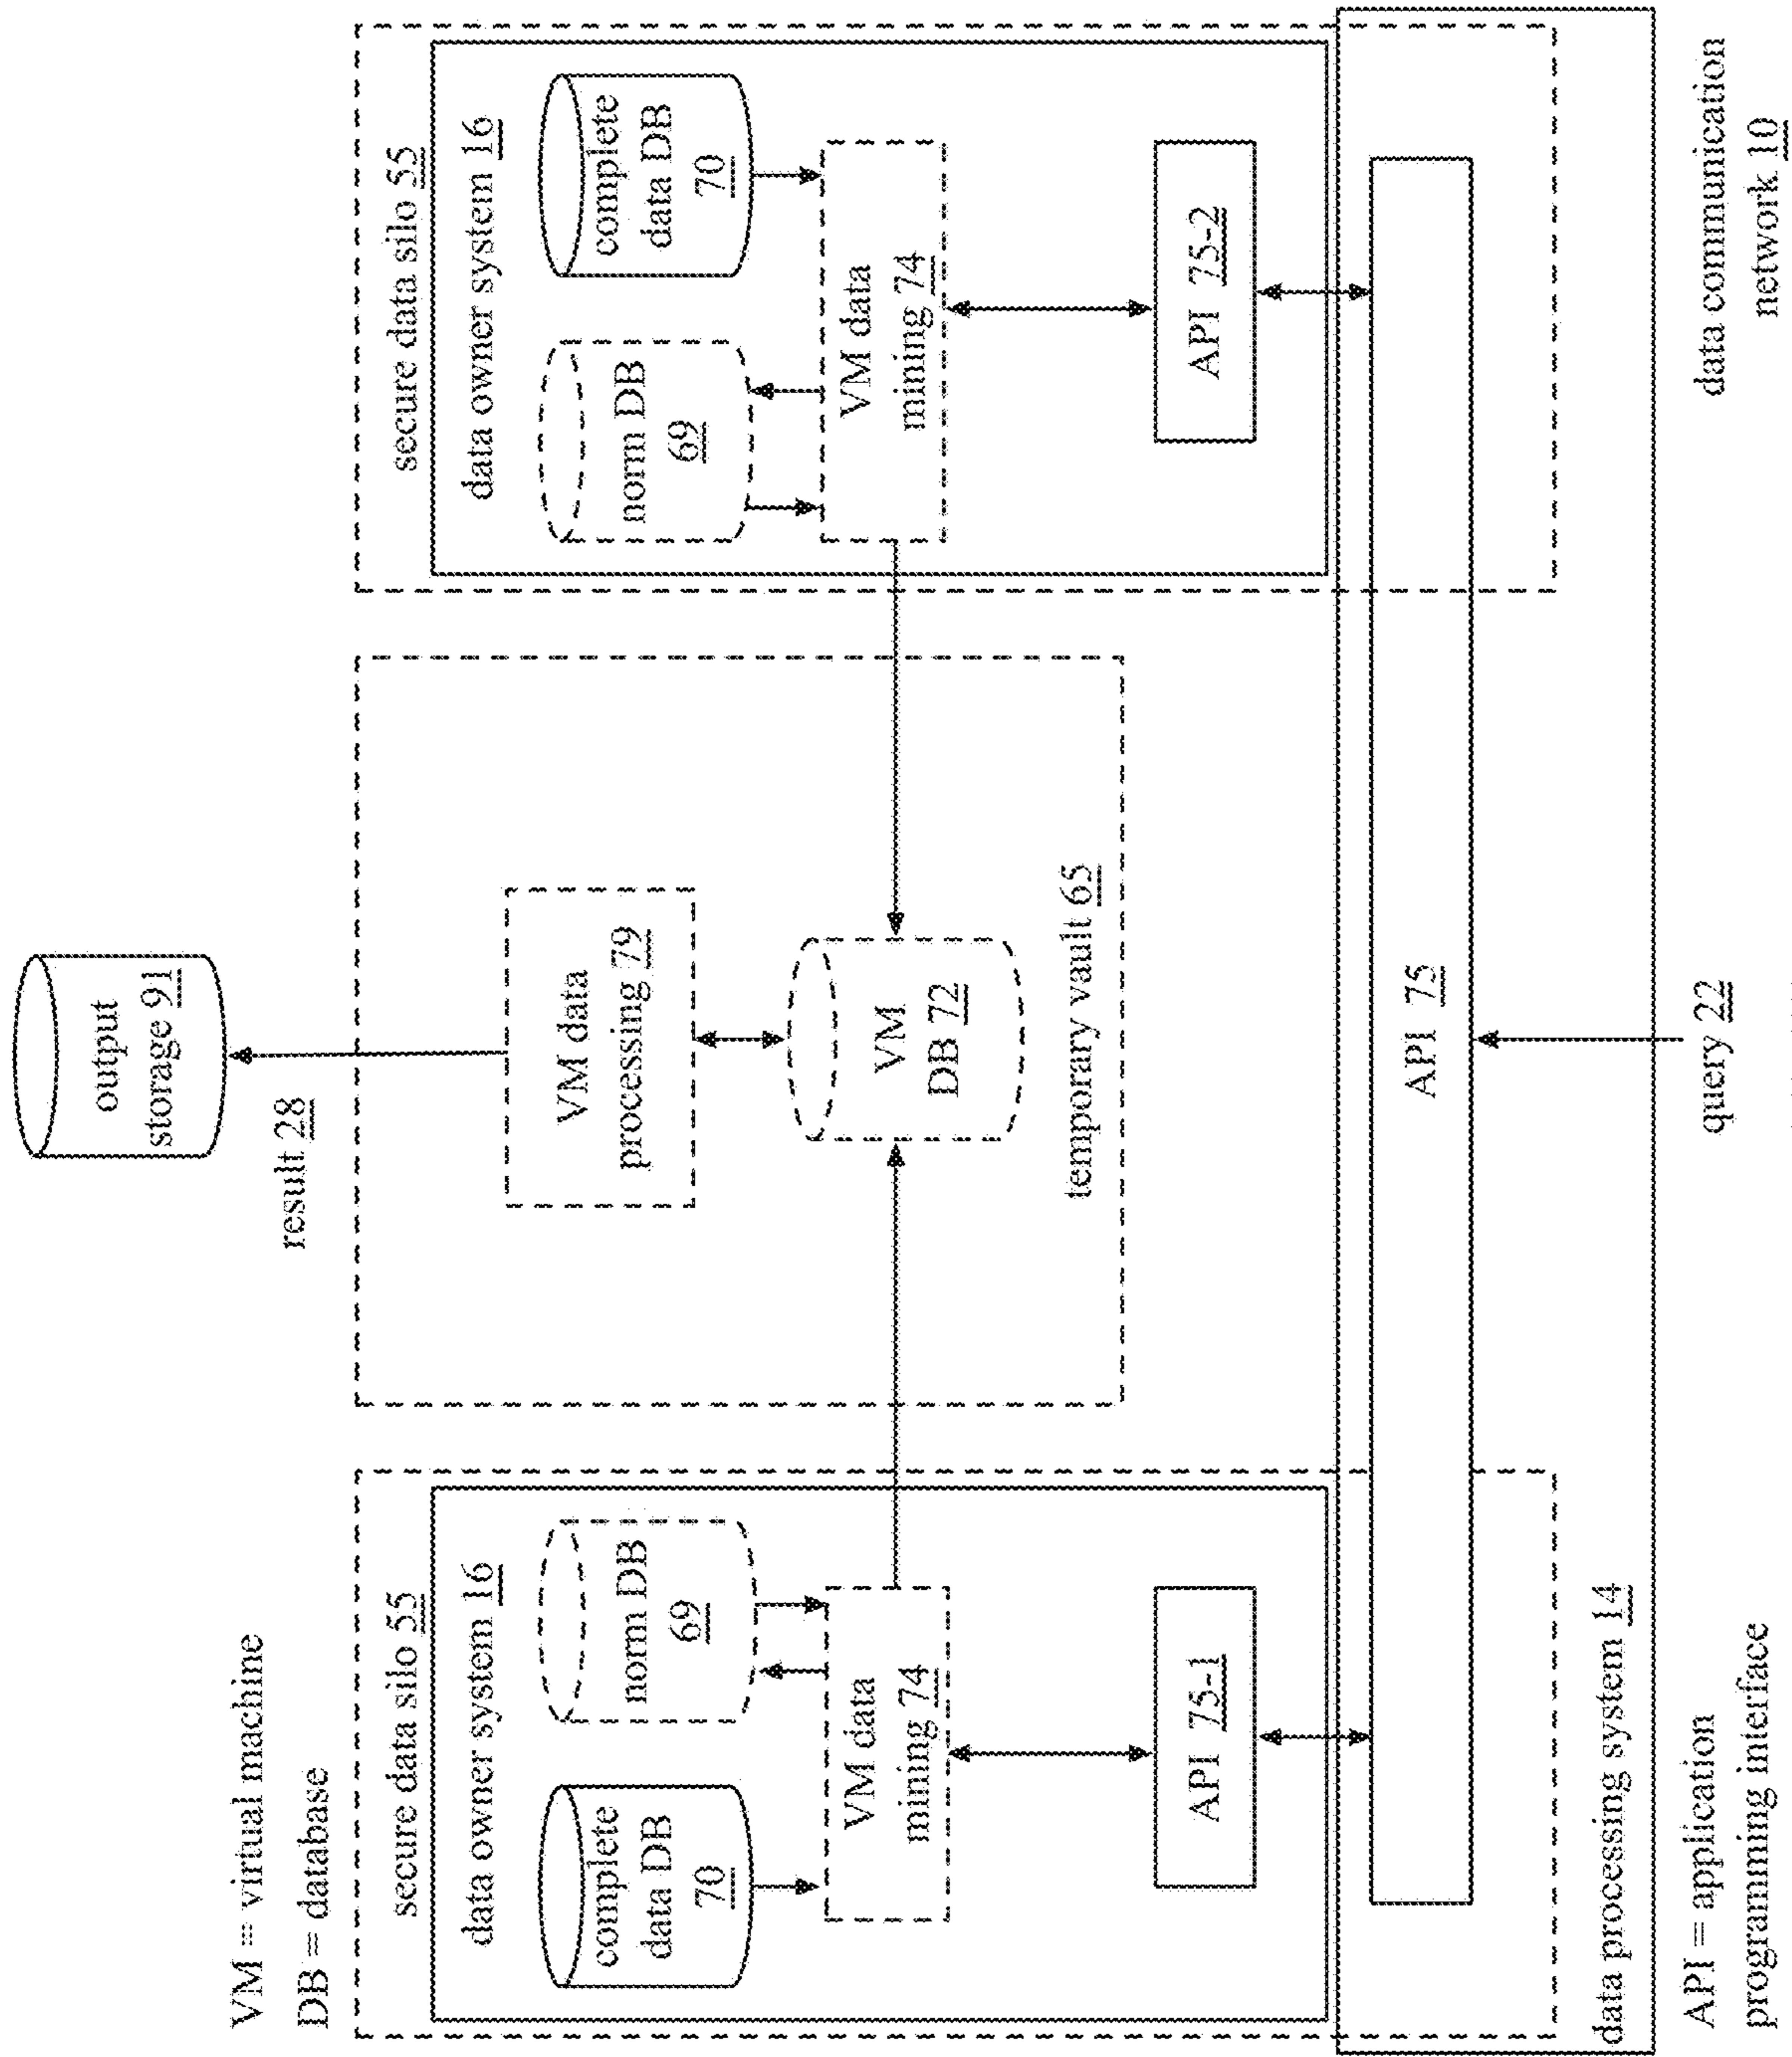 output
storage 91
VM = virtual machine
DB = database
result 28
secure data silo 55
data owner system 16
complete
data DB
70
norm DB
69
VM data
mining 74
API 75-1
VM data
processing 79
VM
DB 72
temporary vault 65
secure data silo 55
data owner system 16
norm DB
69
complete
data DB
70
VM data
mining 74
API 75-2
API 75
data processing system 14
API = application
programming interface
query 22
data communication
network 10